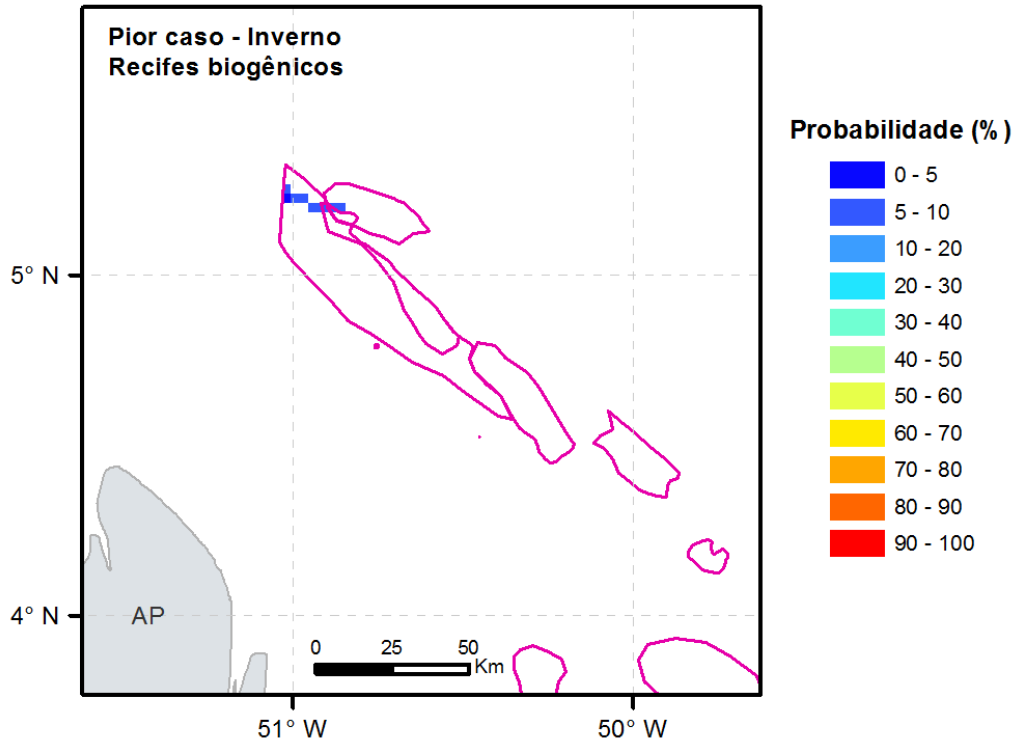 Pior caso - Inverno
Recifes biogênicos
5° N
4° N
AP
0 25 50
Km
51° W
50° W
Probabilidade (%)
0 - 5
5 - 10
10 - 20
20 - 30
30 - 40
40 - 50
50 - 60
60 - 70
70 - 80
80 - 90
90 - 100